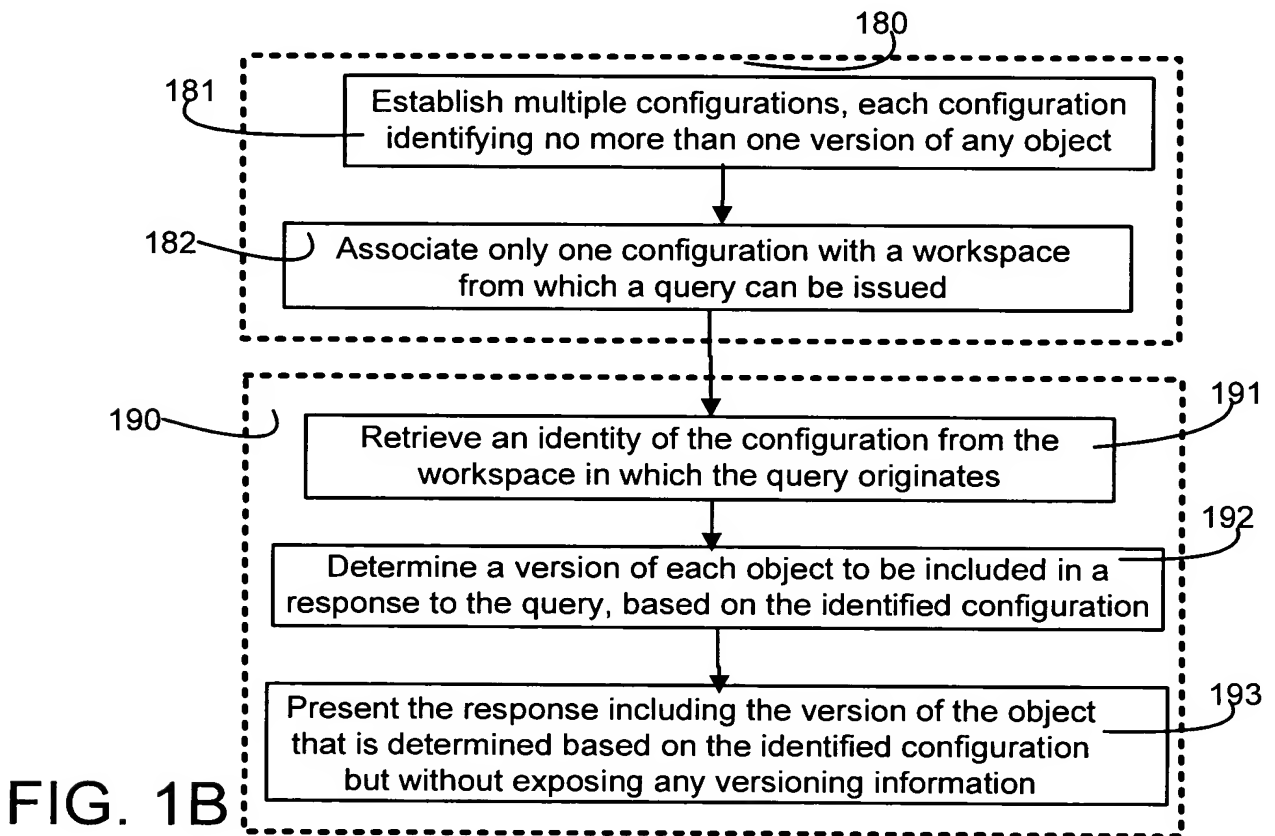 180
181
Establish multiple configurations, each configuration
identifying no more than one version of any object
182
Associate only one configuration with a workspace
from which a query can be issued
190
191
Retrieve an identity of the configuration from the
workspace in which the query originates
192
Determine a version of each object to be included in a
response to the query, based on the identified configuration
193
Present the response including the version of the object
that is determined based on the identified configuration
but without exposing any versioning information
FIG. 1B